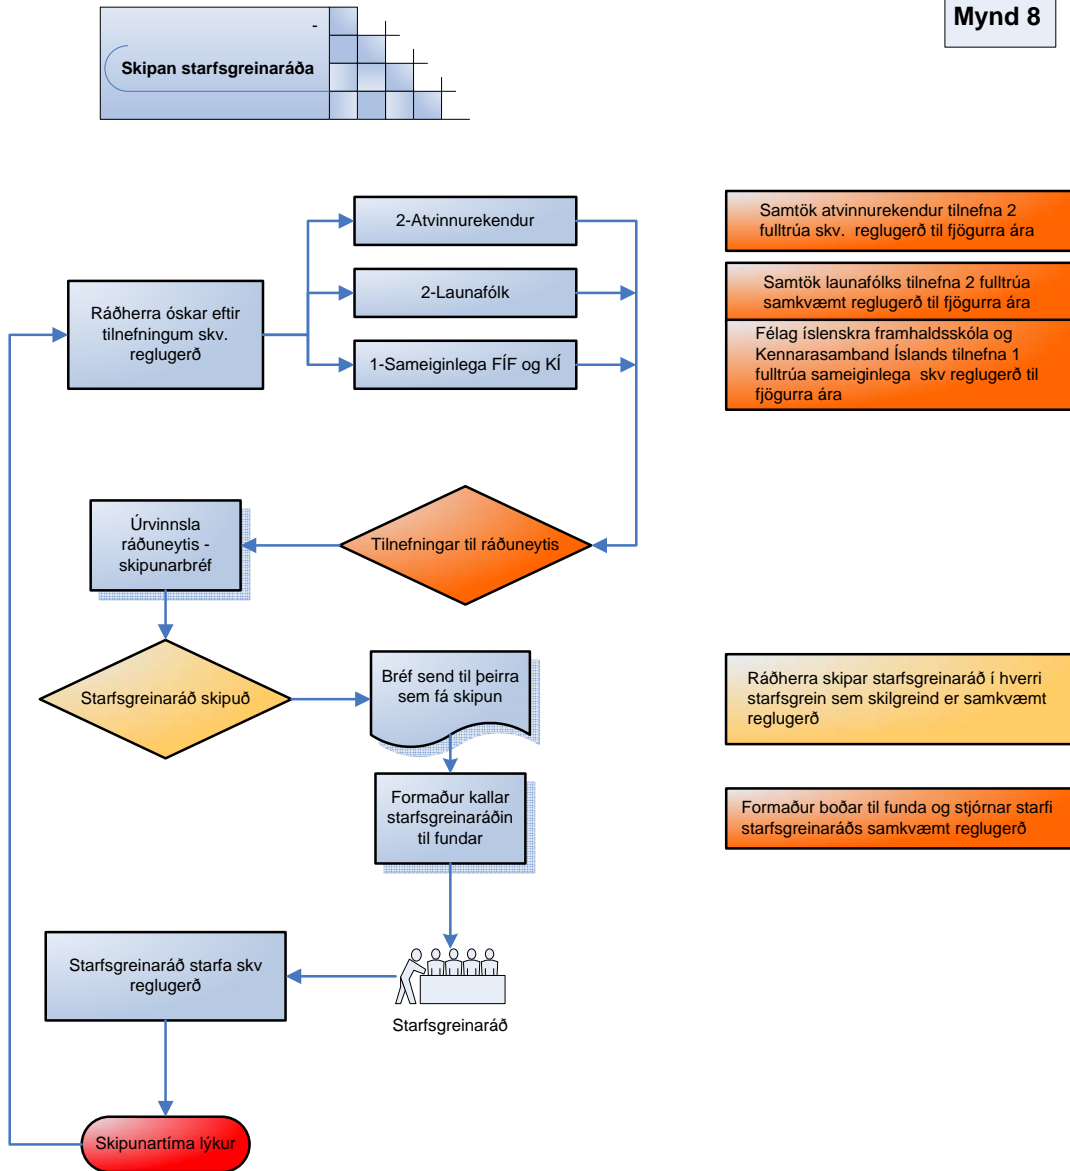 Mynd 8
-
Skipan starfsgreinaráða
2-Atvinnurekendur
Samtök atvinnurekendur tilnefna 2
fulltrúa skv. reglugerð til fjögurra ára
2-Launafólk
Samtök launafólks tilnefna 2 fulltrúa
samkvæmt reglugerð til fjögurra ára
Ráðherra óskar eftir
tilnefningum skv.
reglugerð
1-Sameiginlega FÍF og KÍ
Félag íslenskra framhaldsskóla og
Kennarasamband Íslands tilnefna 1
fulltrúa sameiginlega skv reglugerð til
fjögurra ára
Úrvinnsla
ráðuneytis -
skipunarbréf
Tilnefningar til ráðuneytis
Starfsgreinaráð skipuð
Bréf send til þeirra
sem fá skipun
Ráðherra skipar starfsgreinaráð í hverri
starfsgrein sem skilgreind er samkvæmt
reglugerð
Formaður kallar
starfsgreinaráðin
til fundar
Formaður boðar til funda og stjórnar starfi
starfsgreinaráðs samkvæmt reglugerð
Starfsgreinaráð starfa skv
reglugerð
Starfsgreinaráð
Skipunartíma lýkur